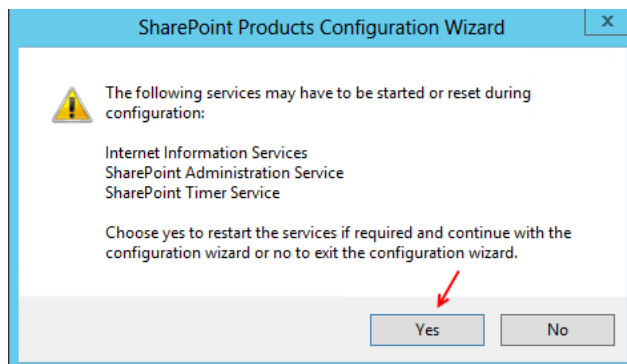 SharePoint Products Configuration Wizard
x
The following services may have to be started or reset during
configuration:
Internet Information Services
SharePoint Administration Service
SharePoint Timer Service
Choose yes to restart the services if required and continue with the
configuration wizard or no to exit the configuration wizard.
Yes
No